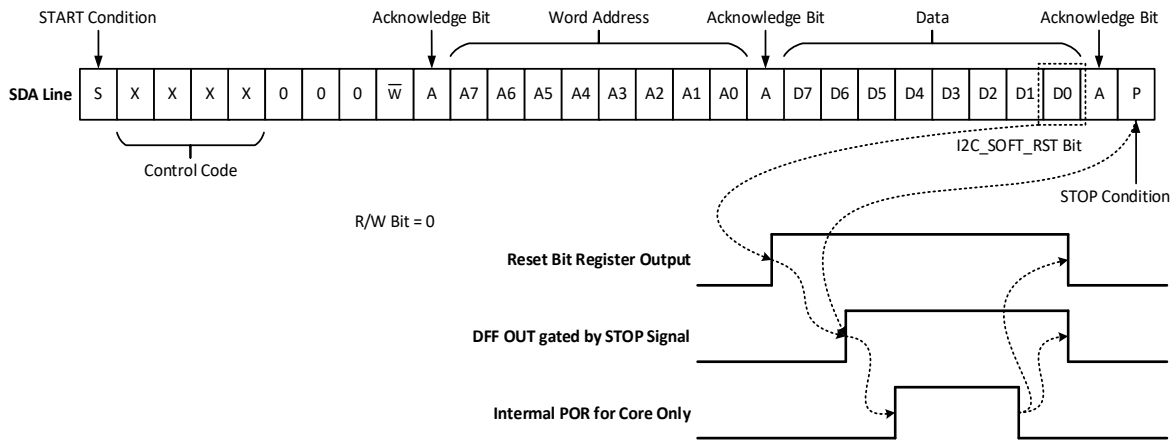 START Condition Acknowledge Bit Word Address Acknowledge Bit Data Acknowledge Bit
SDA Line S X X X X 0 0 0 W̅ A A7 A6 A5 A4 A3 A2 A1 A0 A D7 D6 D5 D4 D3 D2 D1 D0 A P
I2C_SOFT_RST Bit
Control Code
STOP Condition
R/W Bit = 0
Reset Bit Register Output
DFF OUT gated by STOP Signal
Intermal POR for Core Only